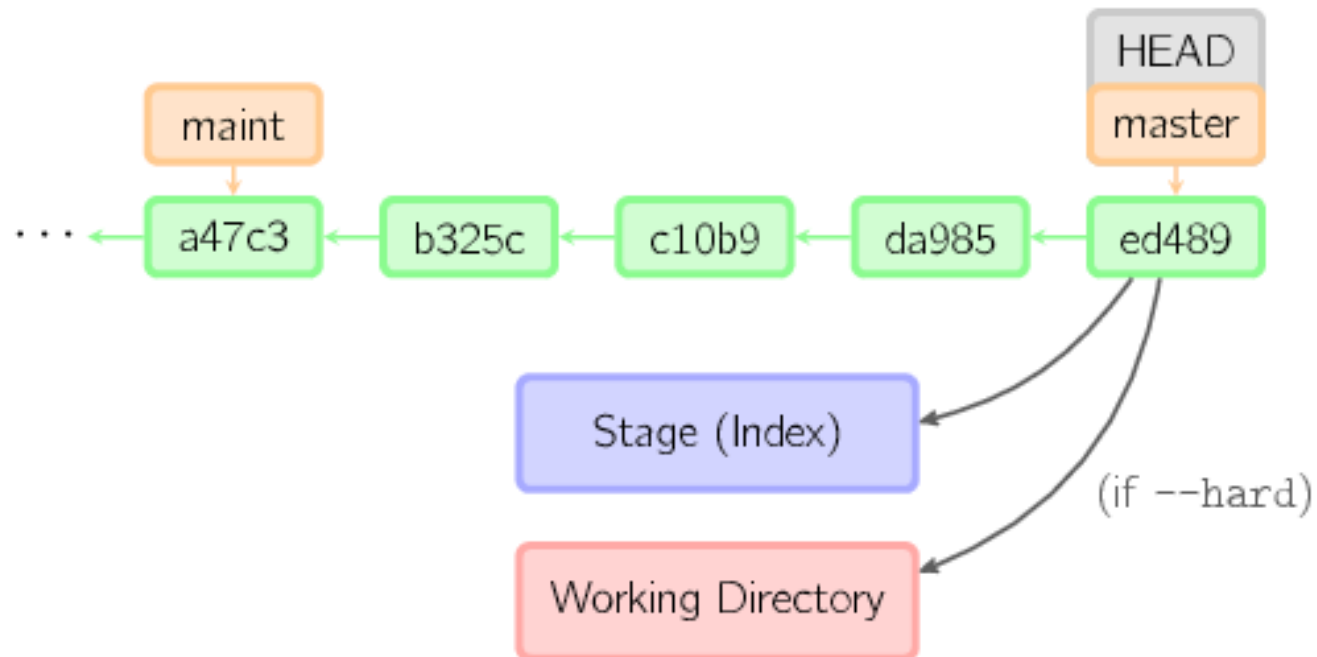 HEAD
maint
master
...
a47c3
b325c
c10b9
da985
ed489
Stage (Index)
(if --hard)
Working Directory